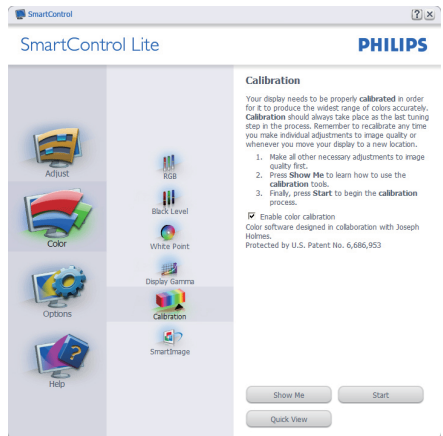 SmartControl
? X
SmartControl Lite
PHILIPS
Adjust
Color
Options
Help
RGB
Black Level
White Point
Display Gamma
Calibration
SmartImage
Calibration
Your display needs to be properly calibrated in order
for it to produce the widest range of colors accurately.
Calibration should always take place as the last tuning
step in the process. Remember to recalibrate any time
you make individual adjustments to image quality or
whenever you move your display to a new location.
1. Make all other necessary adjustments to image
quality first.
2. Press Show Me to learn how to use the
calibration tools.
3. Finally, press Start to begin the calibration
process.
Enable color calibration
Color software designed in collaboration with Joseph
Holmes.
Protected by U.S. Patent No. 6,686,953
Show Me
Start
Quick View